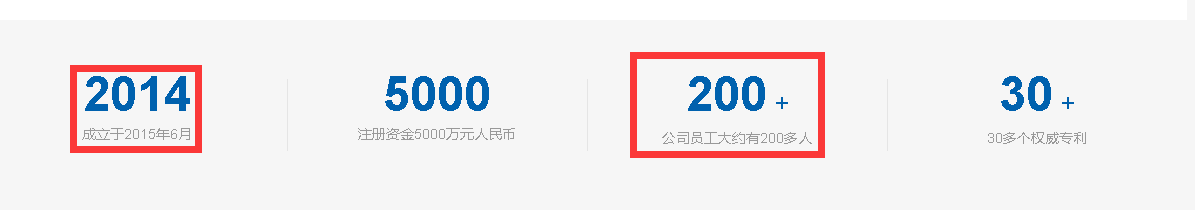 2014
成立于2015年6月
5000
注册资金5000万元人民币
200 +
公司员工大约有200多人
30 +
30多个权威专利